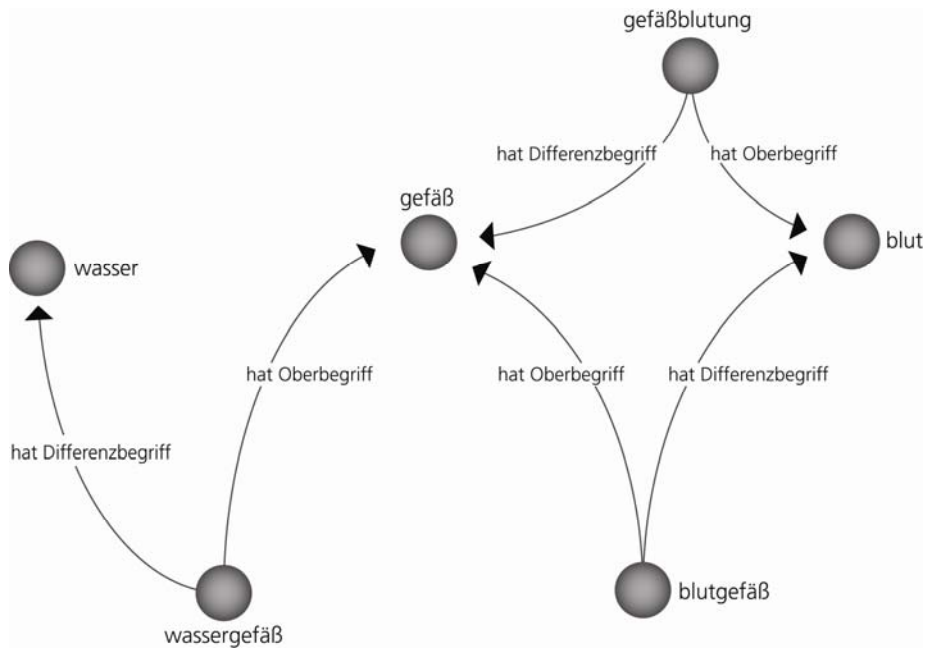 gefäßblutung
hat Differenzbegriff
hat Oberbegriff
gefäß
blut
wasser
hat Oberbegriff
hat Oberbegriff
hat Differenzbegriff
hat Differenzbegriff
blutgefäß
wassergefäß